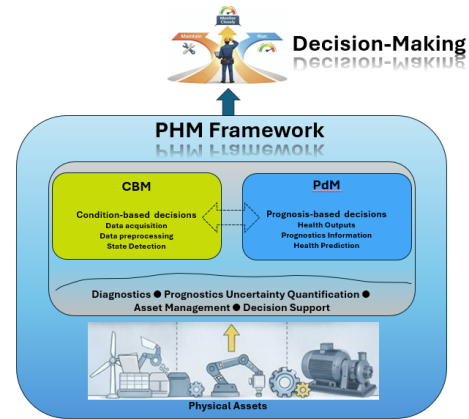 Monitor
Closely
Maintain
Run
Decision-Making
PHM Framework
CBM
Condition-based decisions
Data acquisition
Data preprocessing
State Detection
PdM
Prognosis-based decisions
Health Outputs
Prognostics Information
Health Prediction
Diagnostics ● Prognostics Uncertainty Quantification ●
Asset Management ● Decision Support
Physical Assets